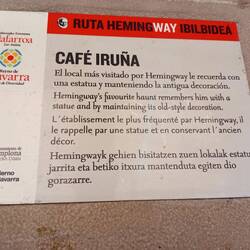 RUTA HEMINGWAY IBILBIDEA
CAFÉ IRUÑA
El local más visitado por Hemingway le recuerda con
una estatua y manteniendo la antigua decoración.
Hemingway's favourite haunt remembers him with a
statue and by maintaining its old-style decoration.
L'établissement le plus fréquenté par Hemingway, il
le rappelle par une statue et en conservant l'ancien
décor.
Hemingwayk gehien bisitatzen zuen lokalak estatua
jarrita eta betiko itxura mantenduta egiten dio
gorazarre.